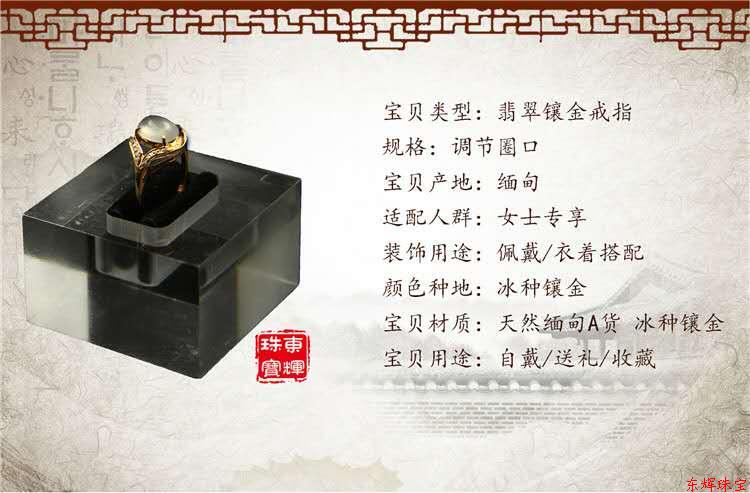 宝贝类型：翡翠镶金戒指
规格：调节圈口
宝贝产地：缅甸
适配人群：女士专享
装饰用途：佩戴/衣着搭配
颜色种地：冰种镶金
宝贝材质：天然缅甸A货 冰种镶金
宝贝用途：自戴/送礼/收藏
東輝
珠寶
东辉珠宝